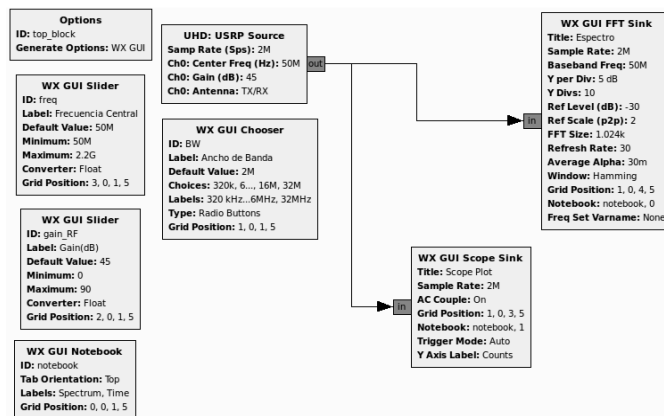 Options
ID: top_block
Generate Options: WX GUI
WX GUI Slider
ID: freq
Label: Frecuencia Central
Default Value: 50M
Minimum: 50M
Maximum: 2.2G
Converter: Float
Grid Position: 3, 0, 1, 5
WX GUI Slider
ID: gain_RF
Label: Gain(dB)
Default Value: 45
Minimum: 0
Maximum: 90
Converter: Float
Grid Position: 2, 0, 1, 5
WX GUI Notebook
ID: notebook
Tab Orientation: Top
Labels: Spectrum, Time
Grid Position: 0, 0, 1, 5
UHD: USRP Source
Samp Rate (Sps): 2M
Ch0: Center Freq (Hz): 50M
Ch0: Gain (dB): 45
Ch0: Antenna: TX/RX
out
WX GUI Chooser
ID: BW
Label: Ancho de Banda
Default Value: 2M
Choices: 320k, 6..., 16M, 32M
Labels: 320 kHz...6MHz, 32MHz
Type: Radio Buttons
Grid Position: 1, 0, 1, 5
in
WX GUI Scope Sink
Title: Scope Plot
Sample Rate: 2M
AC Couple: On
Grid Position: 1, 0, 3, 5
Notebook: notebook, 1
Trigger Mode: Auto
Y Axis Label: Counts
in
WX GUI FFT Sink
Title: Espectro
Sample Rate: 2M
Baseband Freq: 50M
Y per Div: 5 dB
Y Divs: 10
Ref Level (dB): -30
Ref Scale (p2p): 2
FFT Size: 1.024k
Refresh Rate: 30
Average Alpha: 30m
Window: Hamming
Grid Position: 1, 0, 4, 5
Notebook: notebook, 0
Freq Set Varname: None